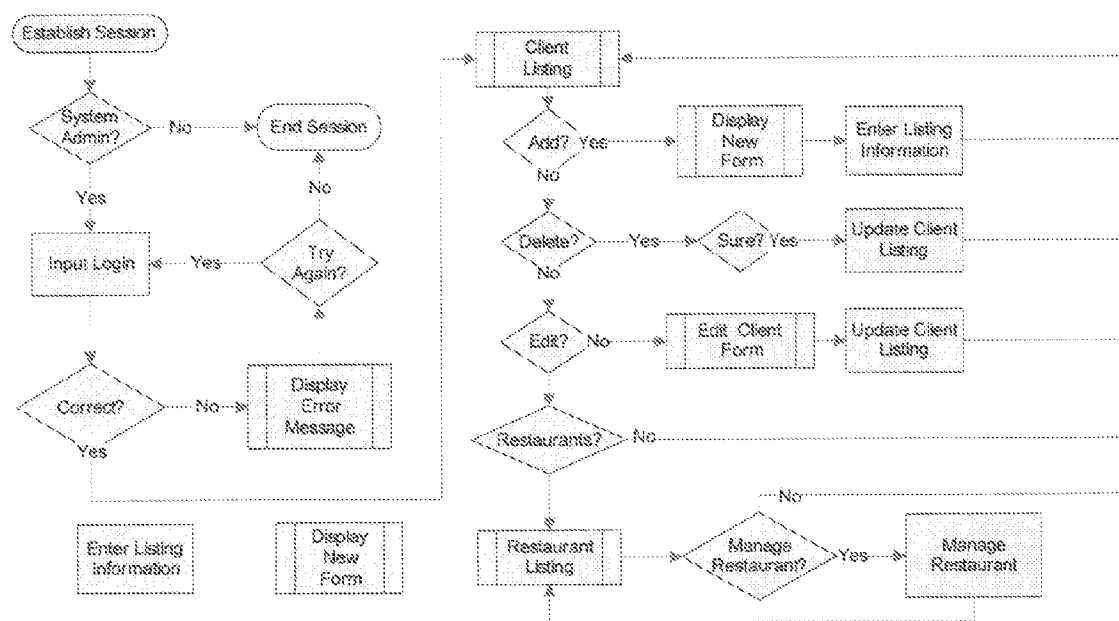 Establish Session
System
Admin?
No
End Session
Yes
No
Input Login
Yes
Try
Again?
Correct?
No
Display
Error
Message
Yes
Enter Listing
Information
Display
New
Form
Client
Listing
Add?
Yes
Display
New
Form
Enter Listing
Information
No
Delete?
Yes
Sure?
Yes
Update Client
Listing
No
Edit?
No
Edit Client
Form
Update Client
Listing
Restaurants?
No
No
Restaurant
Listing
Manage
Restaurant?
Yes
Manage
Restaurant